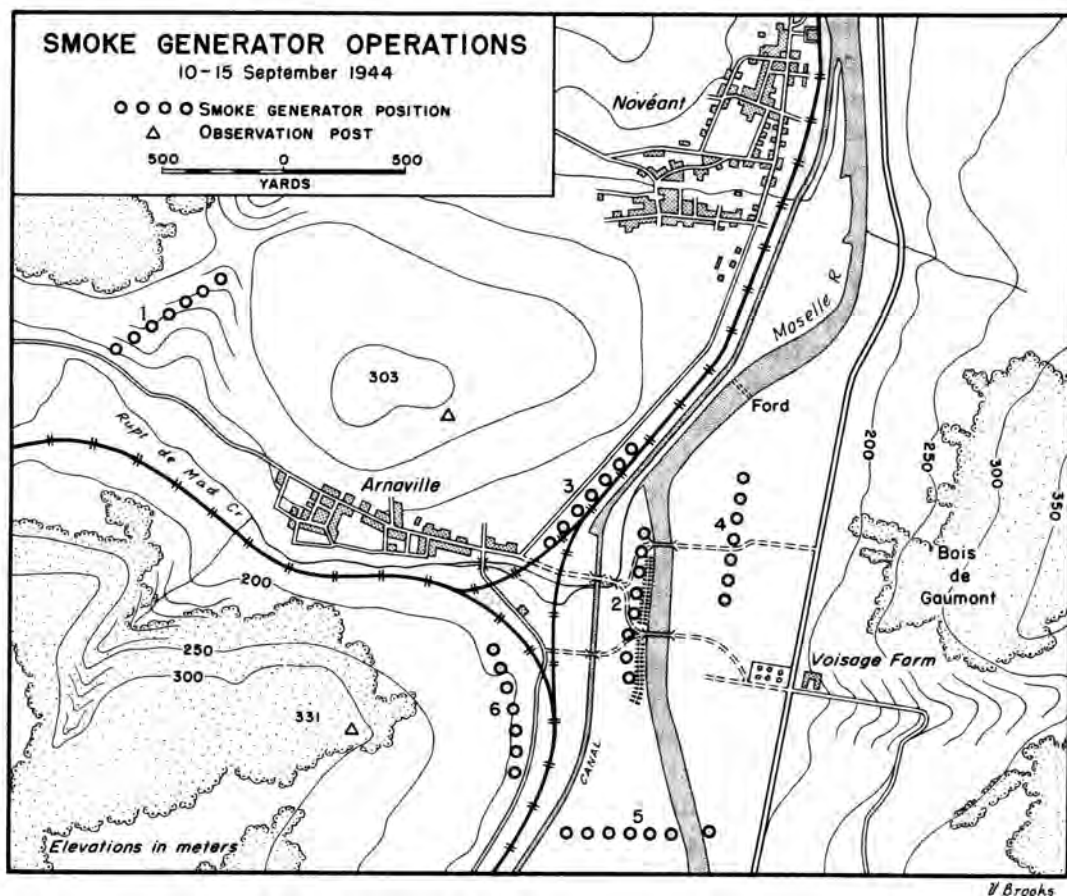 SMOKE GENERATOR OPERATIONS
10-15 September 1944
SMOKE GENERATOR POSITION
OBSERVATION POST
500 0 500
YARDS
Novéant
Moselle R
1
303
Ford
Rupt de Mad Cr
Arnaville
3
4
200
250
300
350
Bois
de
Gaumont
200
2
250
300
Voisage Farm
331
6
CANAL
5
Elevations in meters
V Brooks